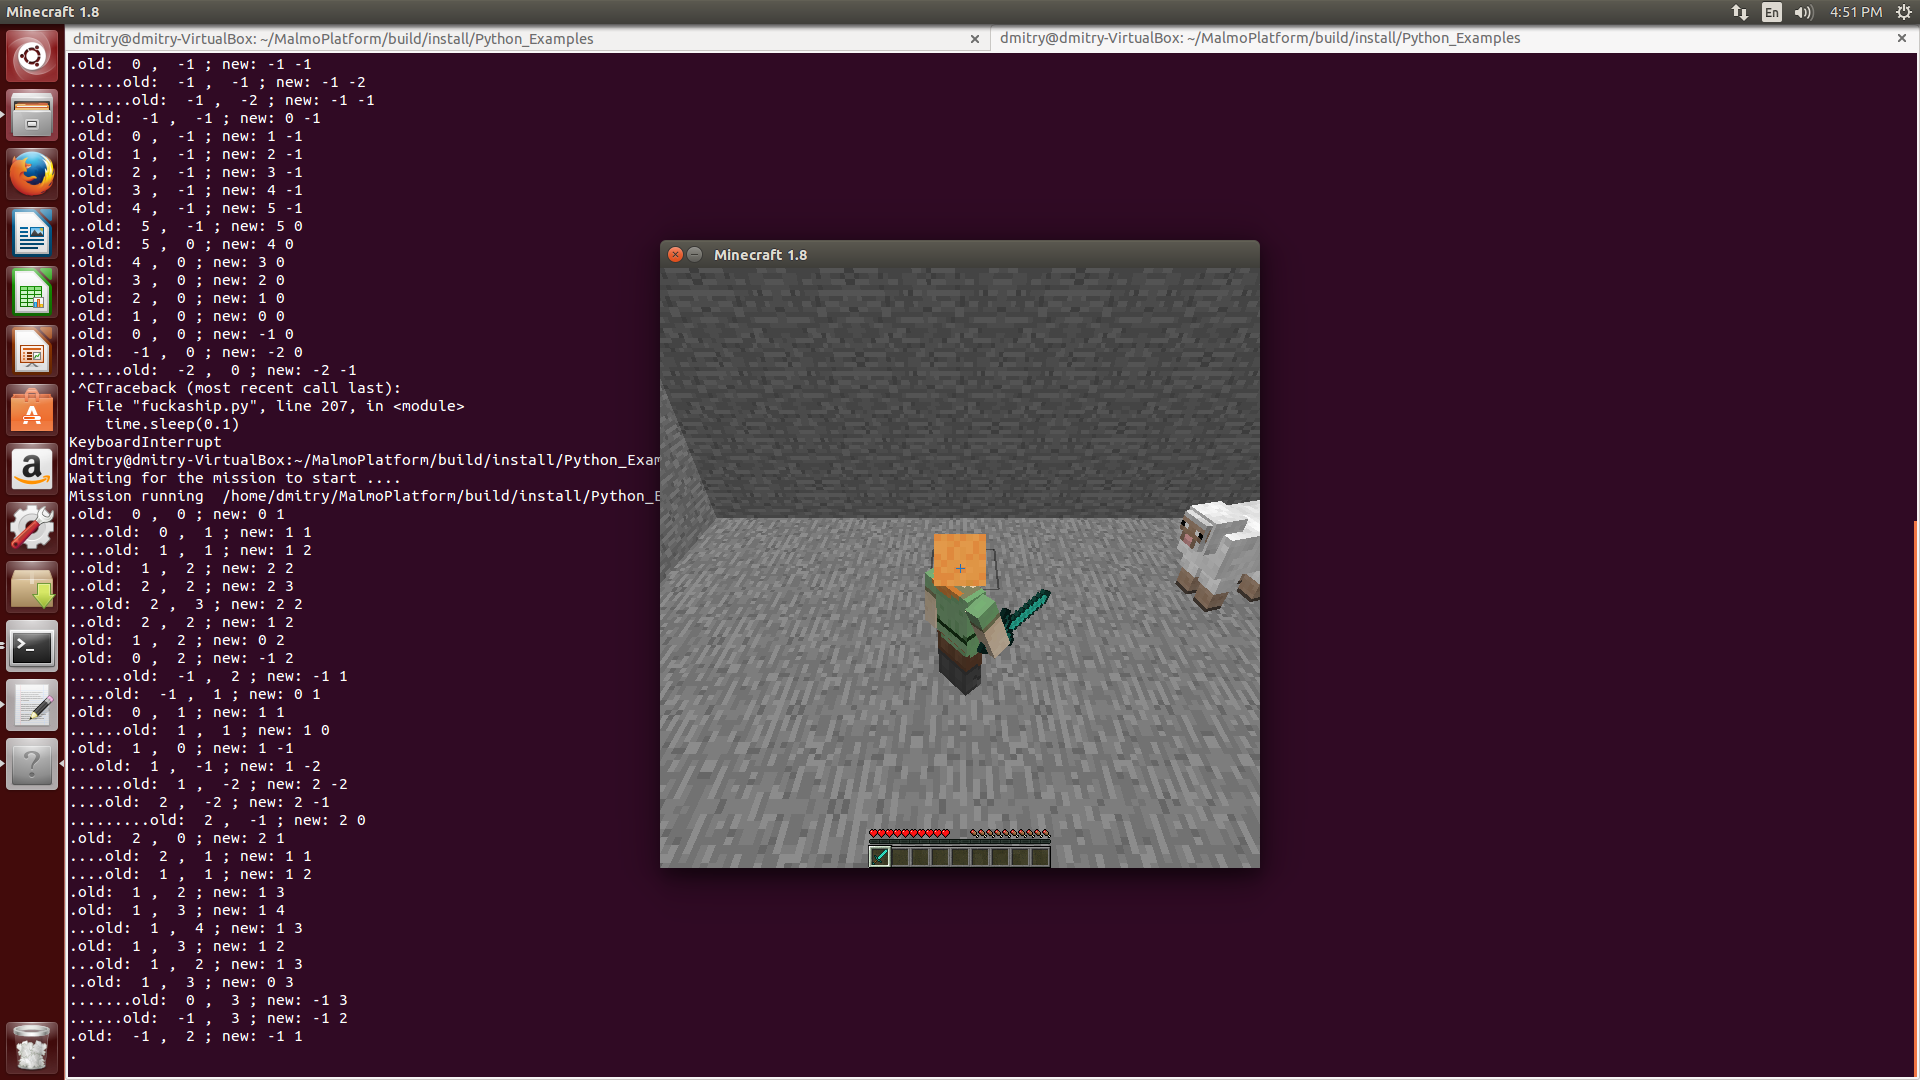 Minecraft 1.8
En
4:51 PM
dmitry@dmitry-VirtualBox: ~/MalmoPlatform/build/install/Python_Examples
dmitry@dmitry-VirtualBox: ~/MalmoPlatform/build/install/Python_Examples
.old:  0 ,  -1 ; new: -1 -1
......old:  -1 ,  -1 ; new: -1 -2
.......old:  -1 ,  -2 ; new: -1 -1
..old:  -1 ,  -1 ; new: 0 -1
.old:  0 ,  -1 ; new: 1 -1
.old:  1 ,  -1 ; new: 2 -1
.old:  2 ,  -1 ; new: 3 -1
.old:  3 ,  -1 ; new: 4 -1
.old:  4 ,  -1 ; new: 5 -1
..old:  5 ,  -1 ; new: 5 0
..old:  5 ,  0 ; new: 4 0
.old:  4 ,  0 ; new: 3 0
.old:  3 ,  0 ; new: 2 0
.old:  2 ,  0 ; new: 1 0
.old:  1 ,  0 ; new: 0 0
.old:  0 ,  0 ; new: -1 0
.old:  -1 ,  0 ; new: -2 0
......old:  -2 ,  0 ; new: -2 -1
.^CTraceback (most recent call last):
  File "fuckaship.py", line 207, in <module>
    time.sleep(0.1)
KeyboardInterrupt
dmitry@dmitry-VirtualBox:~/MalmoPlatform/build/install/Python_Exam
Waiting for the mission to start ....
Mission running  /home/dmitry/MalmoPlatform/build/install/Python_E
.old:  0 ,  0 ; new: 0 1
....old:  0 ,  1 ; new: 1 1
....old:  1 ,  1 ; new: 1 2
..old:  1 ,  2 ; new: 2 2
..old:  2 ,  2 ; new: 2 3
...old:  2 ,  3 ; new: 2 2
..old:  2 ,  2 ; new: 1 2
.old:  1 ,  2 ; new: 0 2
.old:  0 ,  2 ; new: -1 2
......old:  -1 ,  2 ; new: -1 1
....old:  -1 ,  1 ; new: 0 1
.old:  0 ,  1 ; new: 1 1
......old:  1 ,  1 ; new: 1 0
.old:  1 ,  0 ; new: 1 -1
...old:  1 ,  -1 ; new: 1 -2
......old:  1 ,  -2 ; new: 2 -2
....old:  2 ,  -2 ; new: 2 -1
.........old:  2 ,  -1 ; new: 2 0
.old:  2 ,  0 ; new: 2 1
....old:  2 ,  1 ; new: 1 1
....old:  1 ,  1 ; new: 1 2
.old:  1 ,  2 ; new: 1 3
.old:  1 ,  3 ; new: 1 4
...old:  1 ,  4 ; new: 1 3
.old:  1 ,  3 ; new: 1 2
...old:  1 ,  2 ; new: 1 3
..old:  1 ,  3 ; new: 0 3
.......old:  0 ,  3 ; new: -1 3
......old:  -1 ,  3 ; new: -1 2
.old:  -1 ,  2 ; new: -1 1
.
Minecraft 1.8